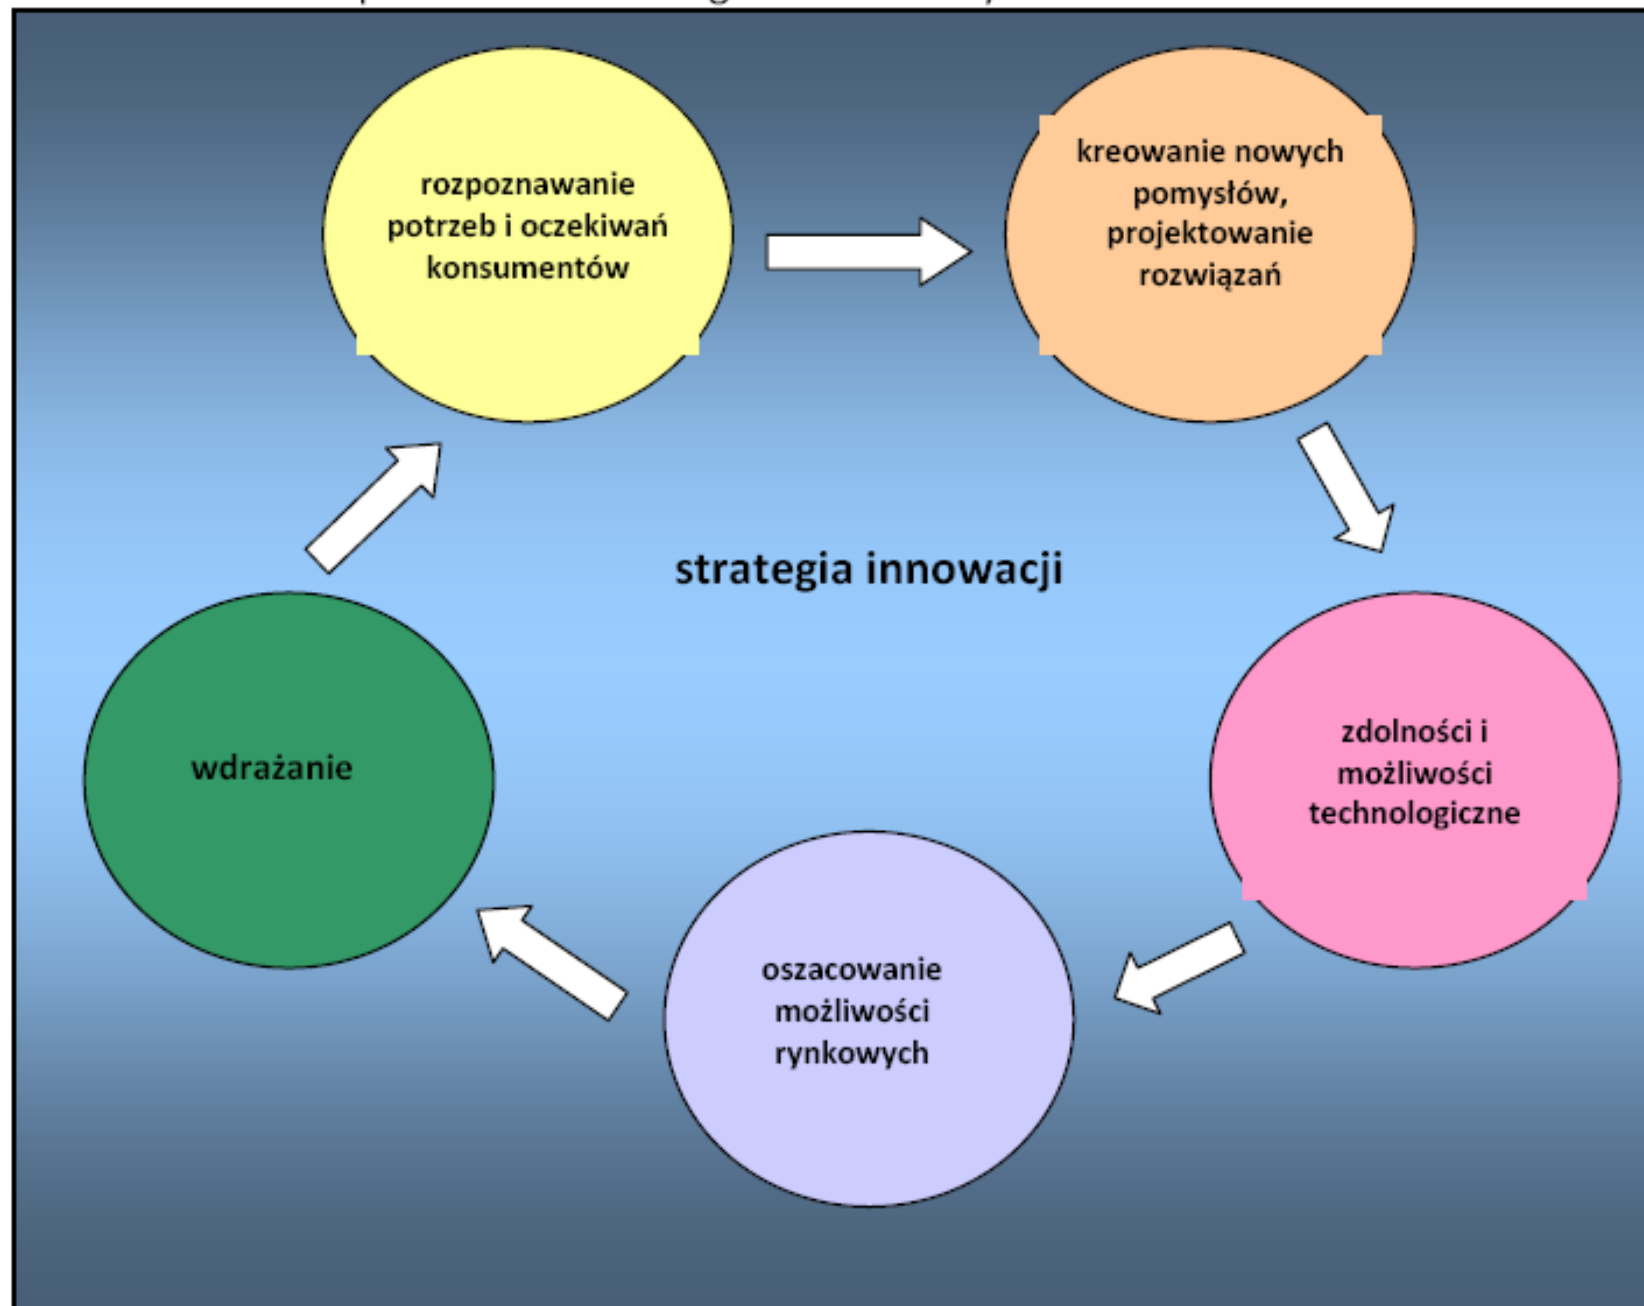 rozpoznawanie
potrzeb i oczekiwań
konsumentów
kreowanie nowych
pomysłów,
projektowanie
rozwiązań
strategia innowacji
zdolności i
możliwości
technologiczne
wdrażanie
oszacowanie
możliwości
rynkowych